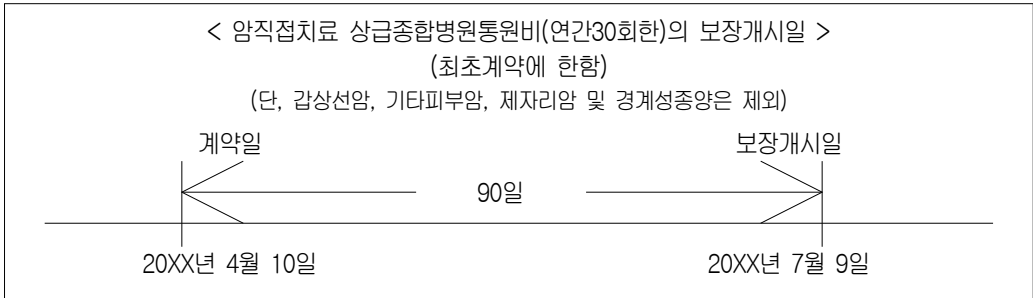 < 암직접치료 상급종합병원통원비(연간30회한)의 보장개시일 >
(최초계약에 한함)
(단, 갑상선암, 기타피부암, 제자리암 및 경계성종양은 제외)
계약일 보장개시일
90일
20XX년 4월 10일 20XX년 7월 9일